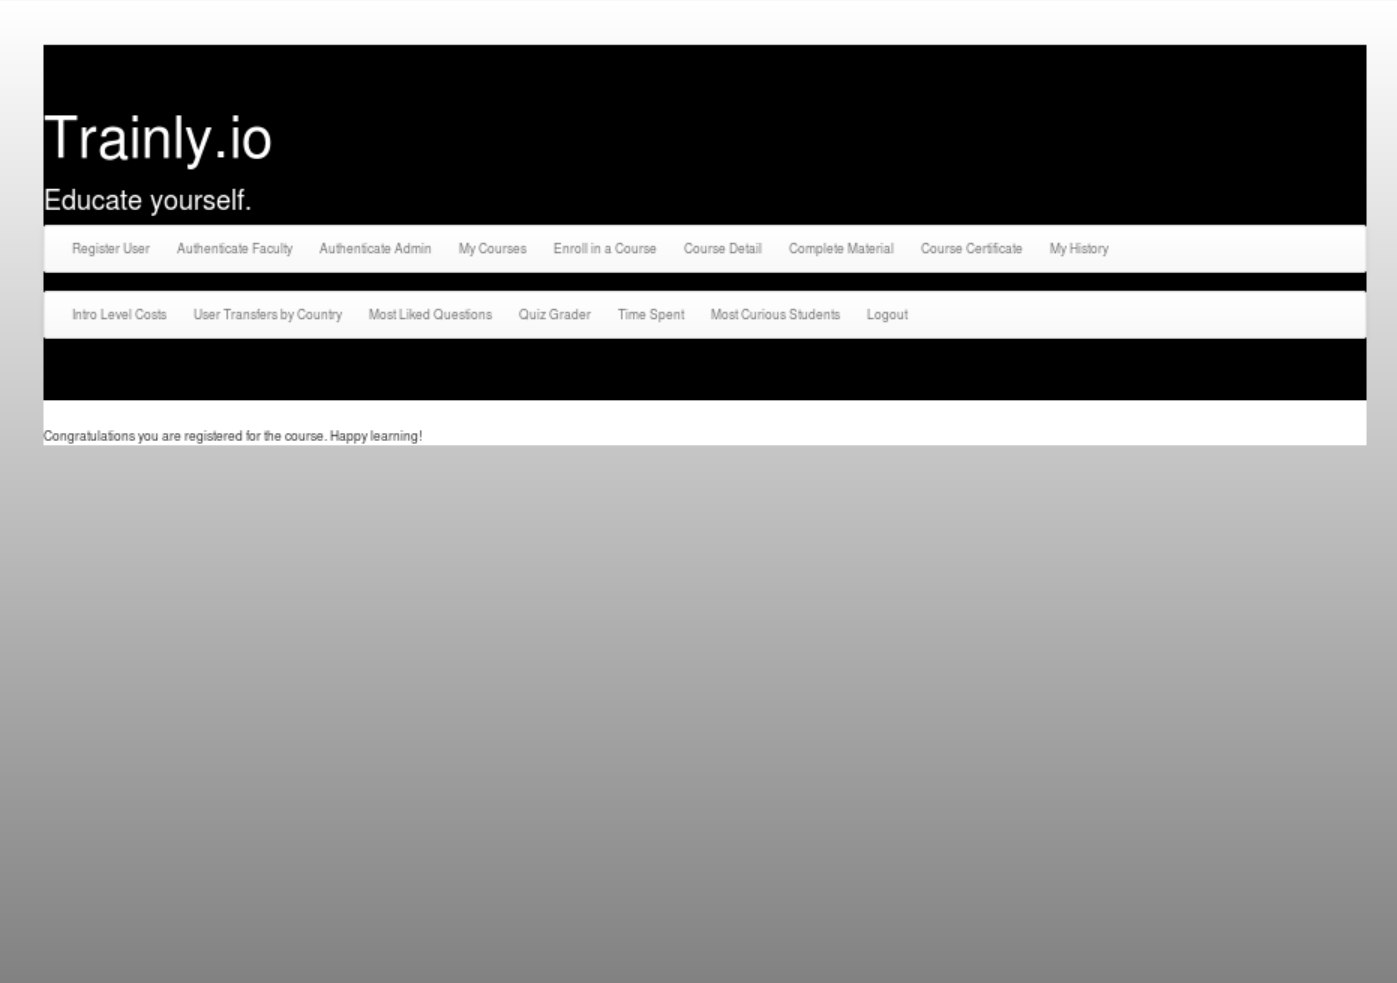 Trainly.io
Educate yourself.
Register User Authenticate Faculty Authenticate Admin My Courses Enroll in a Course Course Detail Complete Material Course Certificate My History
Intro Level Costs User Transfers by Country Most Liked Questions Quiz Grader Time Spent Most Curious Students Logout
Congratulations you are registered for the course. Happy learning!